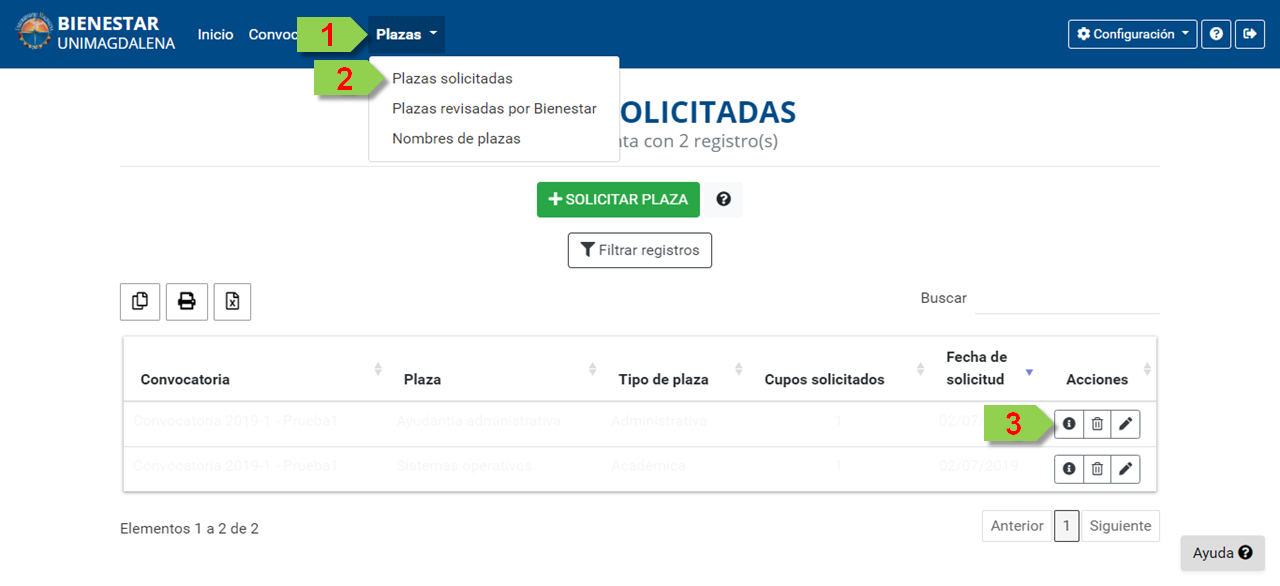 BIENESTAR
UNIMAGDALENA
Inicio Convoc 1 Plazas Configuración
2 Plazas solicitadas
Plazas revisadas por Bienestar
Nombres de plazas
OLICITADAS
nta con 2 registro(s)
SOLICITAR PLAZA
Filtrar registros
Buscar
Convocatoria Plaza Tipo de plaza Cupos solicitados Fecha de solicitud Acciones
Convocatoria 2019-1 - Prueba1 Ayudantía administrativa Administrativa 1 02/07 3
Convocatoria 2019-1 - Prueba1 Sistemas operativos Académica 1 02/07/2019
Elementos 1 a 2 de 2
Anterior 1 Siguiente
Ayuda